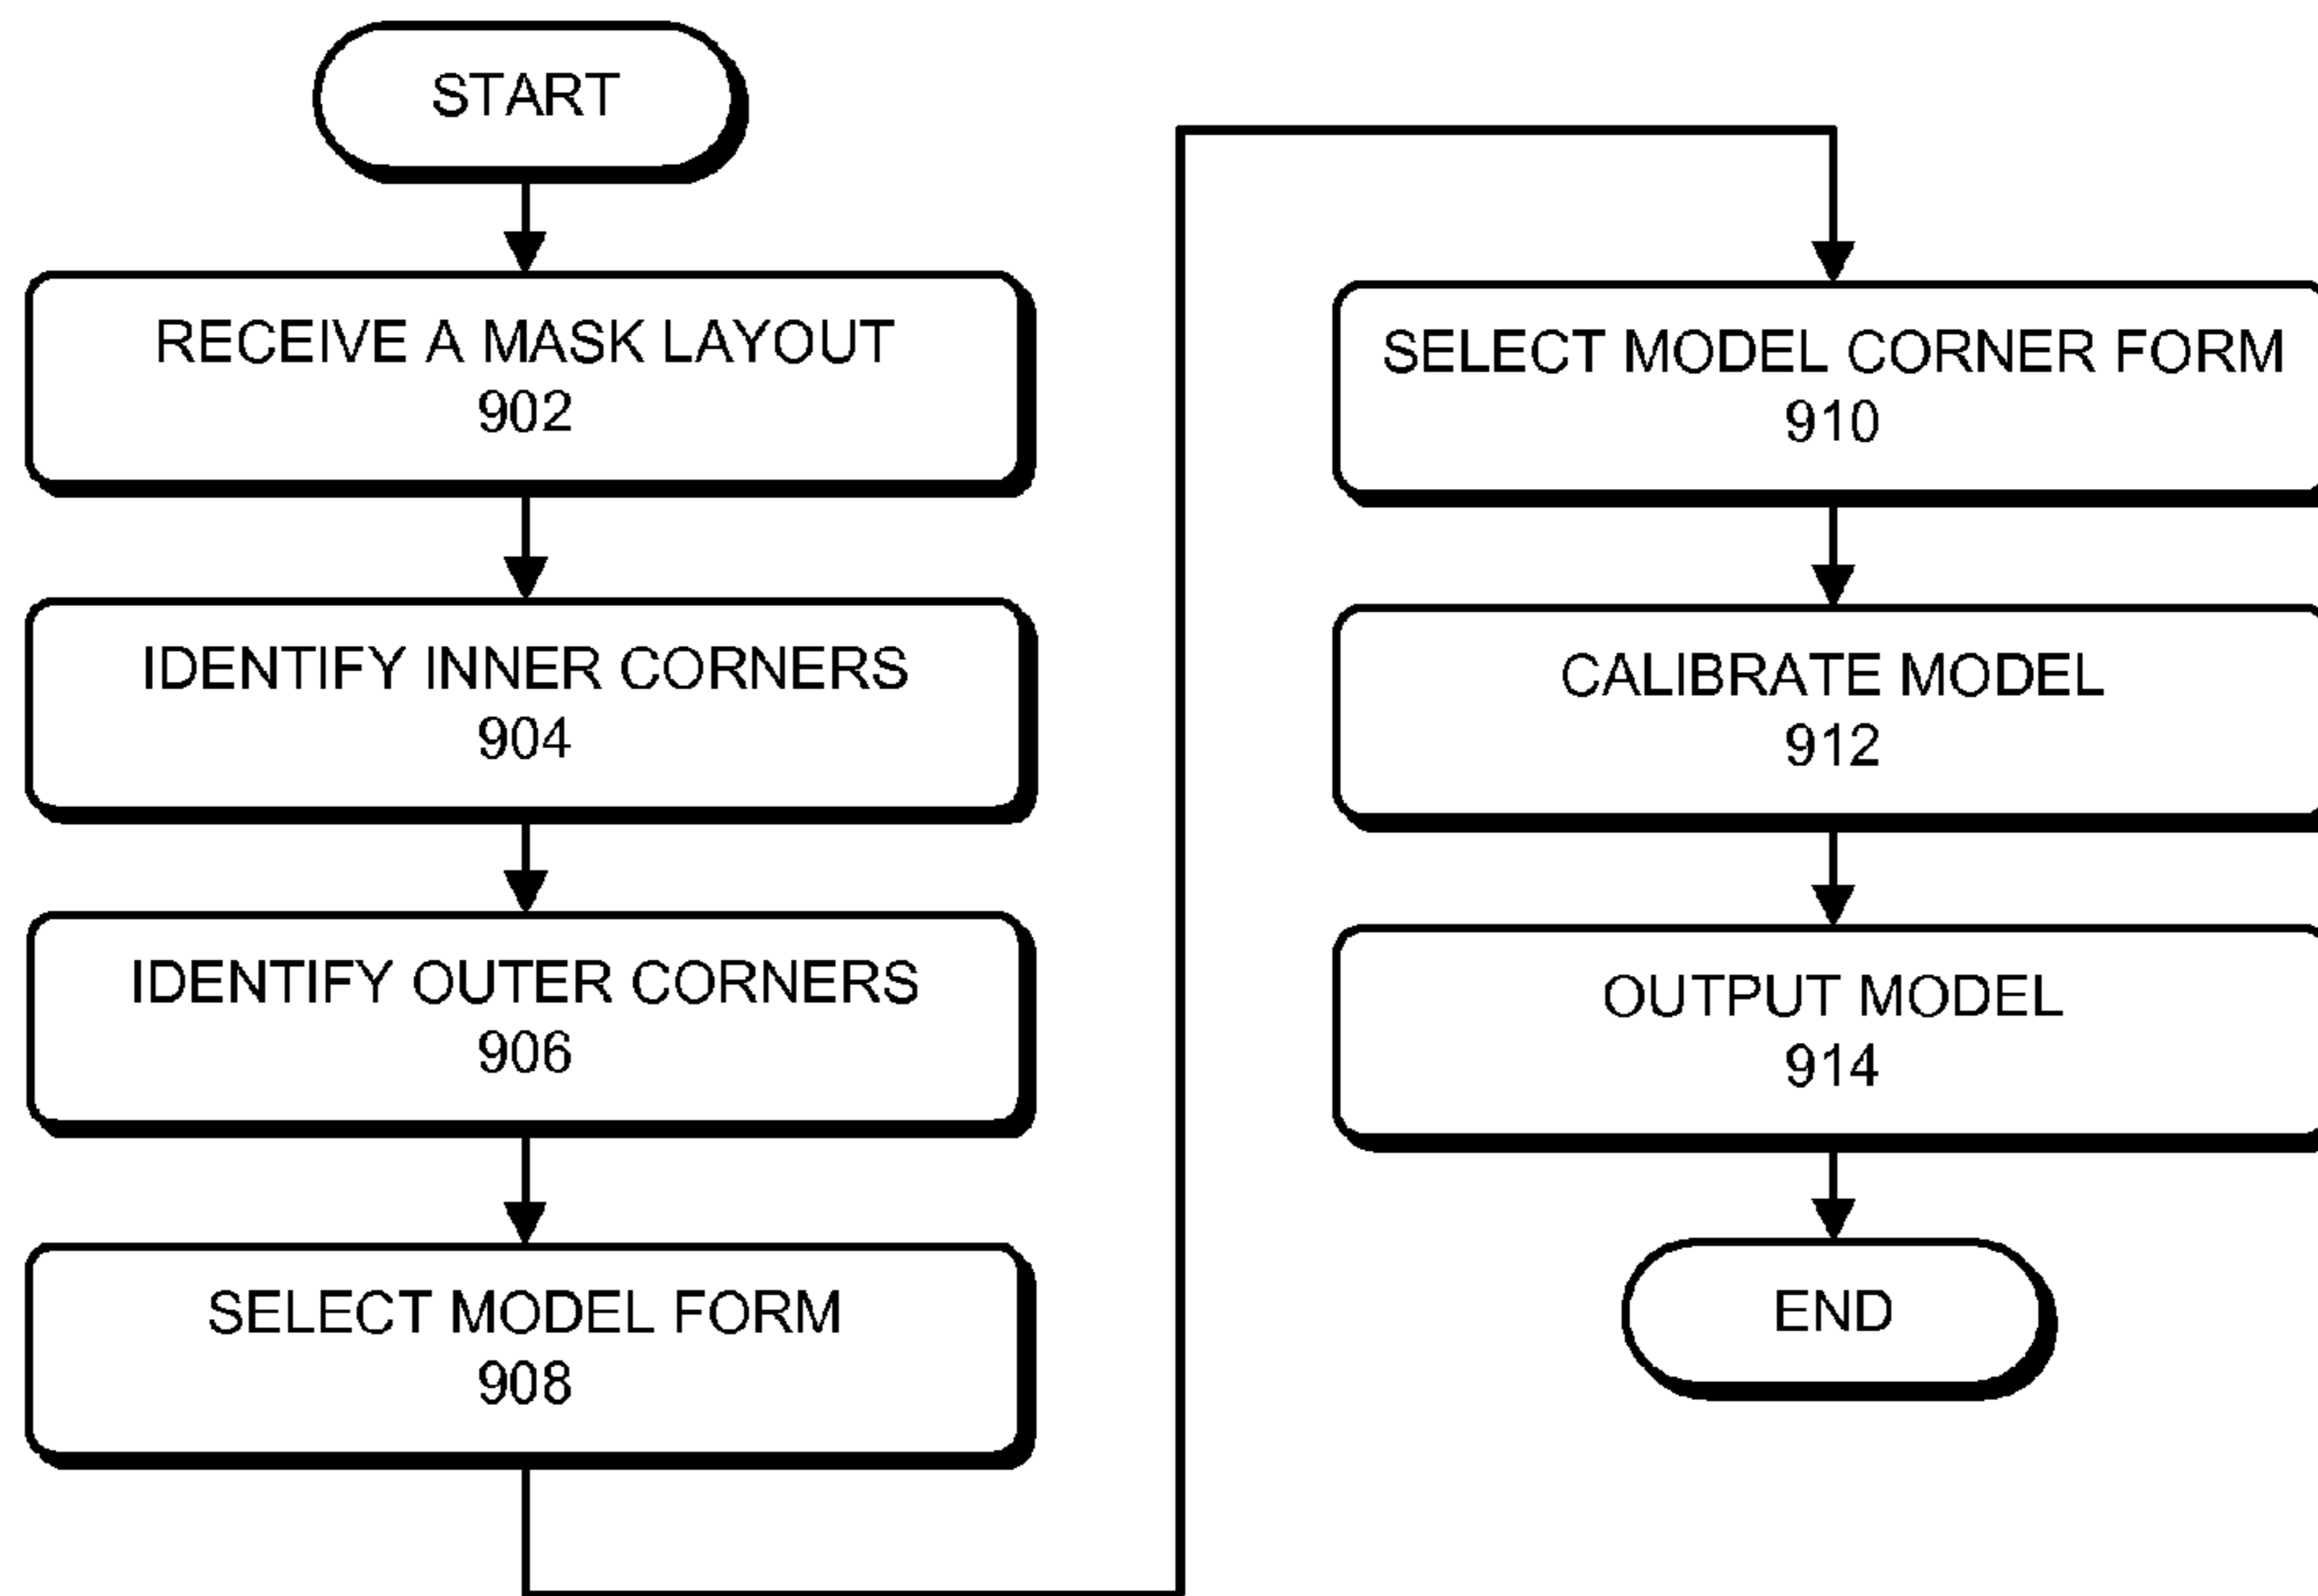 START
RECEIVE A MASK LAYOUT
902
IDENTIFY INNER CORNERS
904
IDENTIFY OUTER CORNERS
906
SELECT MODEL FORM
908
SELECT MODEL CORNER FORM
910
CALIBRATE MODEL
912
OUTPUT MODEL
914
END